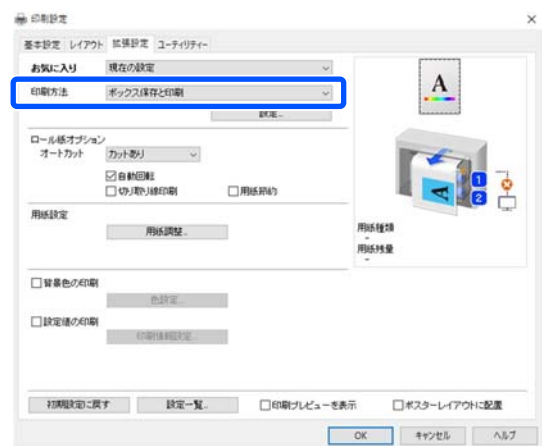 印刷設定
基本設定 レイアウト 拡張設定 ユーティリティー
お気に入り 現在の設定
印刷方法 ボックス保存と印刷
設定...
A
ロール紙オプション
オートカット カットあり
自動回転
切り取り線印刷 用紙節約
A
1
2
用紙設定
用紙調整...
用紙種類
-
用紙残量
-
背景色の印刷
色設定...
設定値の印刷
印刷情報設定...
初期設定に戻す 設定一覧... 印刷プレビューを表示 ポスターレイアウトに配置
OK キャンセル ヘルプ